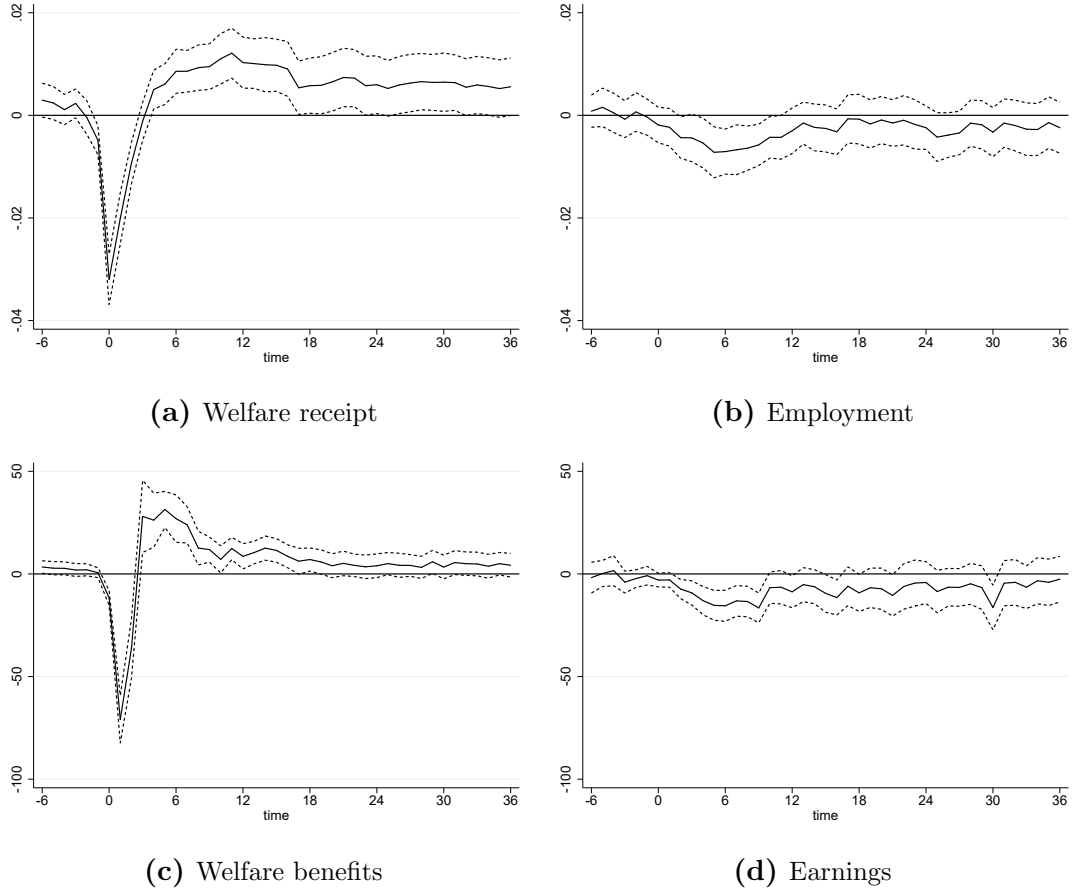 .02
0
-.02
-.04
-6 0 6 12 18 24 30 36
time
(a) Welfare receipt
.02
0
-.02
-.04
-6 0 6 12 18 24 30 36
time
(b) Employment
50
0
-50
-100
-6 0 6 12 18 24 30 36
time
(c) Welfare benefits
50
0
-50
-100
-6 0 6 12 18 24 30 36
time
(d) Earnings